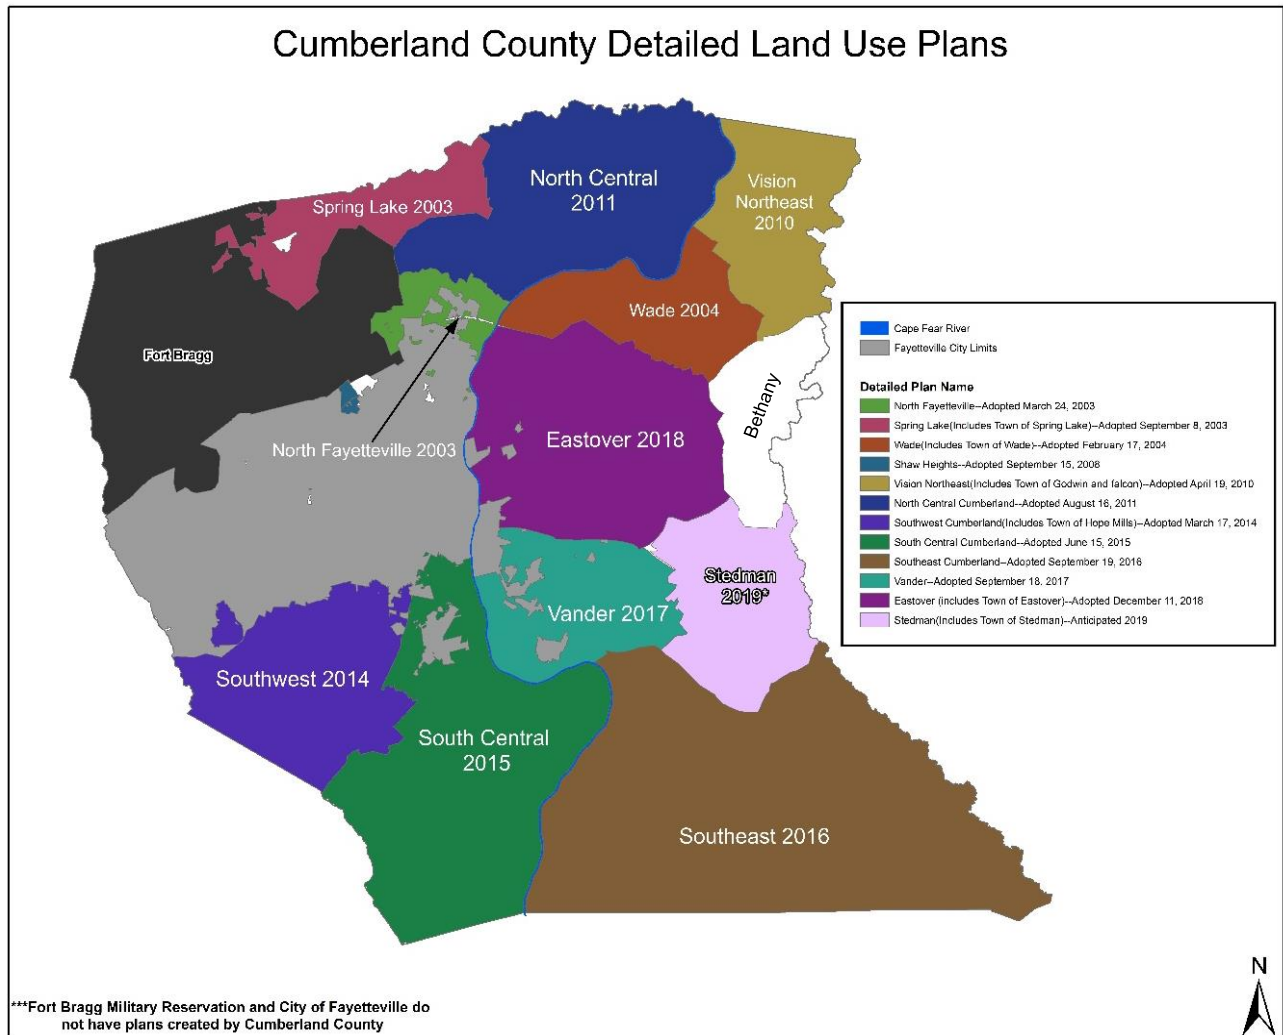 Cumberland County Detailed Land Use Plans
North Central
2011
Vision
Northeast
2010
Spring Lake 2003
Wade 2004
Fort Bragg
Bethany
North Fayetteville 2003
Eastover 2018
Stedman
2019*
Vander 2017
Southwest 2014
South Central
2015
Southeast 2016
Cape Fear River
Fayetteville City Limits
Detailed Plan Name
North Fayetteville--Adopted March 24, 2003
Spring Lake(Includes Town of Spring Lake)--Adopted September 8, 2003
Wade(Includes Town of Wade)--Adopted February 17, 2004
Shaw Heights--Adopted September 15, 2008
Vision Northeast(Includes Town of Godwin and falcon)--Adopted April 19, 2010
North Central Cumberland--Adopted August 16, 2011
Southwest Cumberland(Includes Town of Hope Mills)--Adopted March 17, 2014
South Central Cumberland--Adopted June 15, 2015
Southeast Cumberland--Adopted September 19, 2016
Vander--Adopted September 18, 2017
Eastover (includes Town of Eastover)--Adopted December 11, 2018
Stedman(Includes Town of Stedman)--Anticipated 2019
N
***Fort Bragg Military Reservation and City of Fayetteville do
not have plans created by Cumberland County